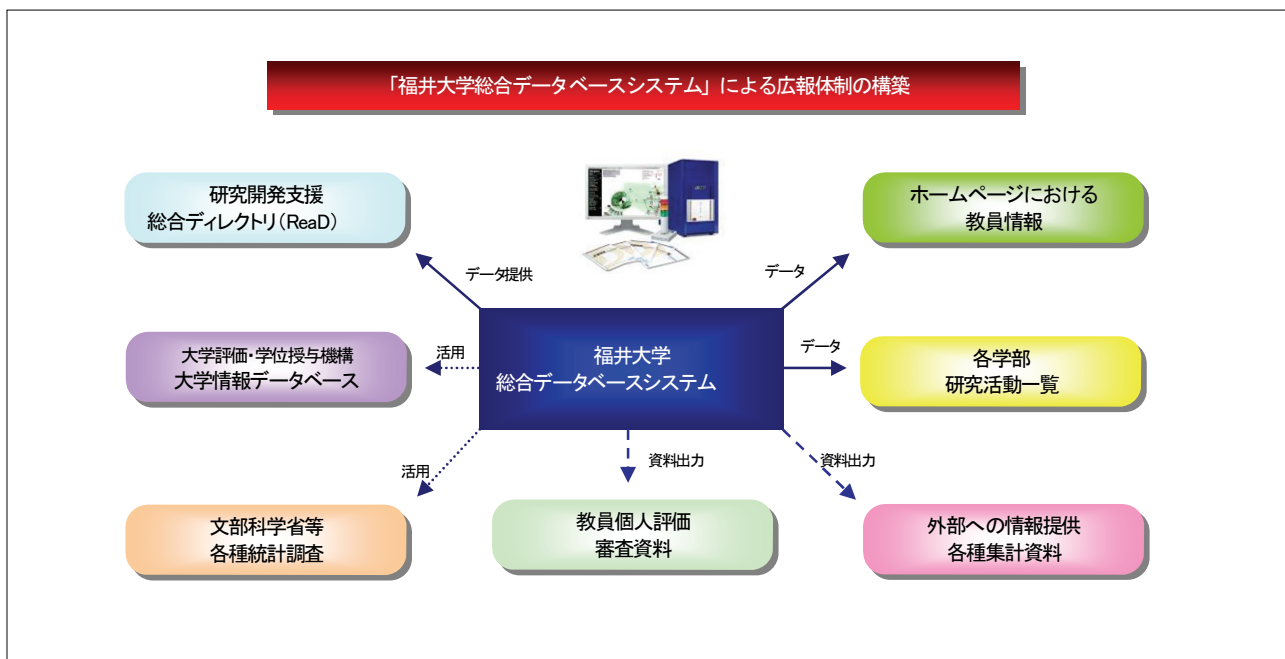 「福井大学総合データベースシステム」による広報体制の構築
研究開発支援
総合ディレクトリ(ReaD)
ホームページにおける
教員情報
データ提供
データ
大学評価・学位授与機構
大学情報データベース
活用
福井大学
総合データベースシステム
データ
各学部
研究活動一覧
活用
資料出力
資料出力
文部科学省等
各種統計調査
教員個人評価
審査資料
外部への情報提供
各種集計資料